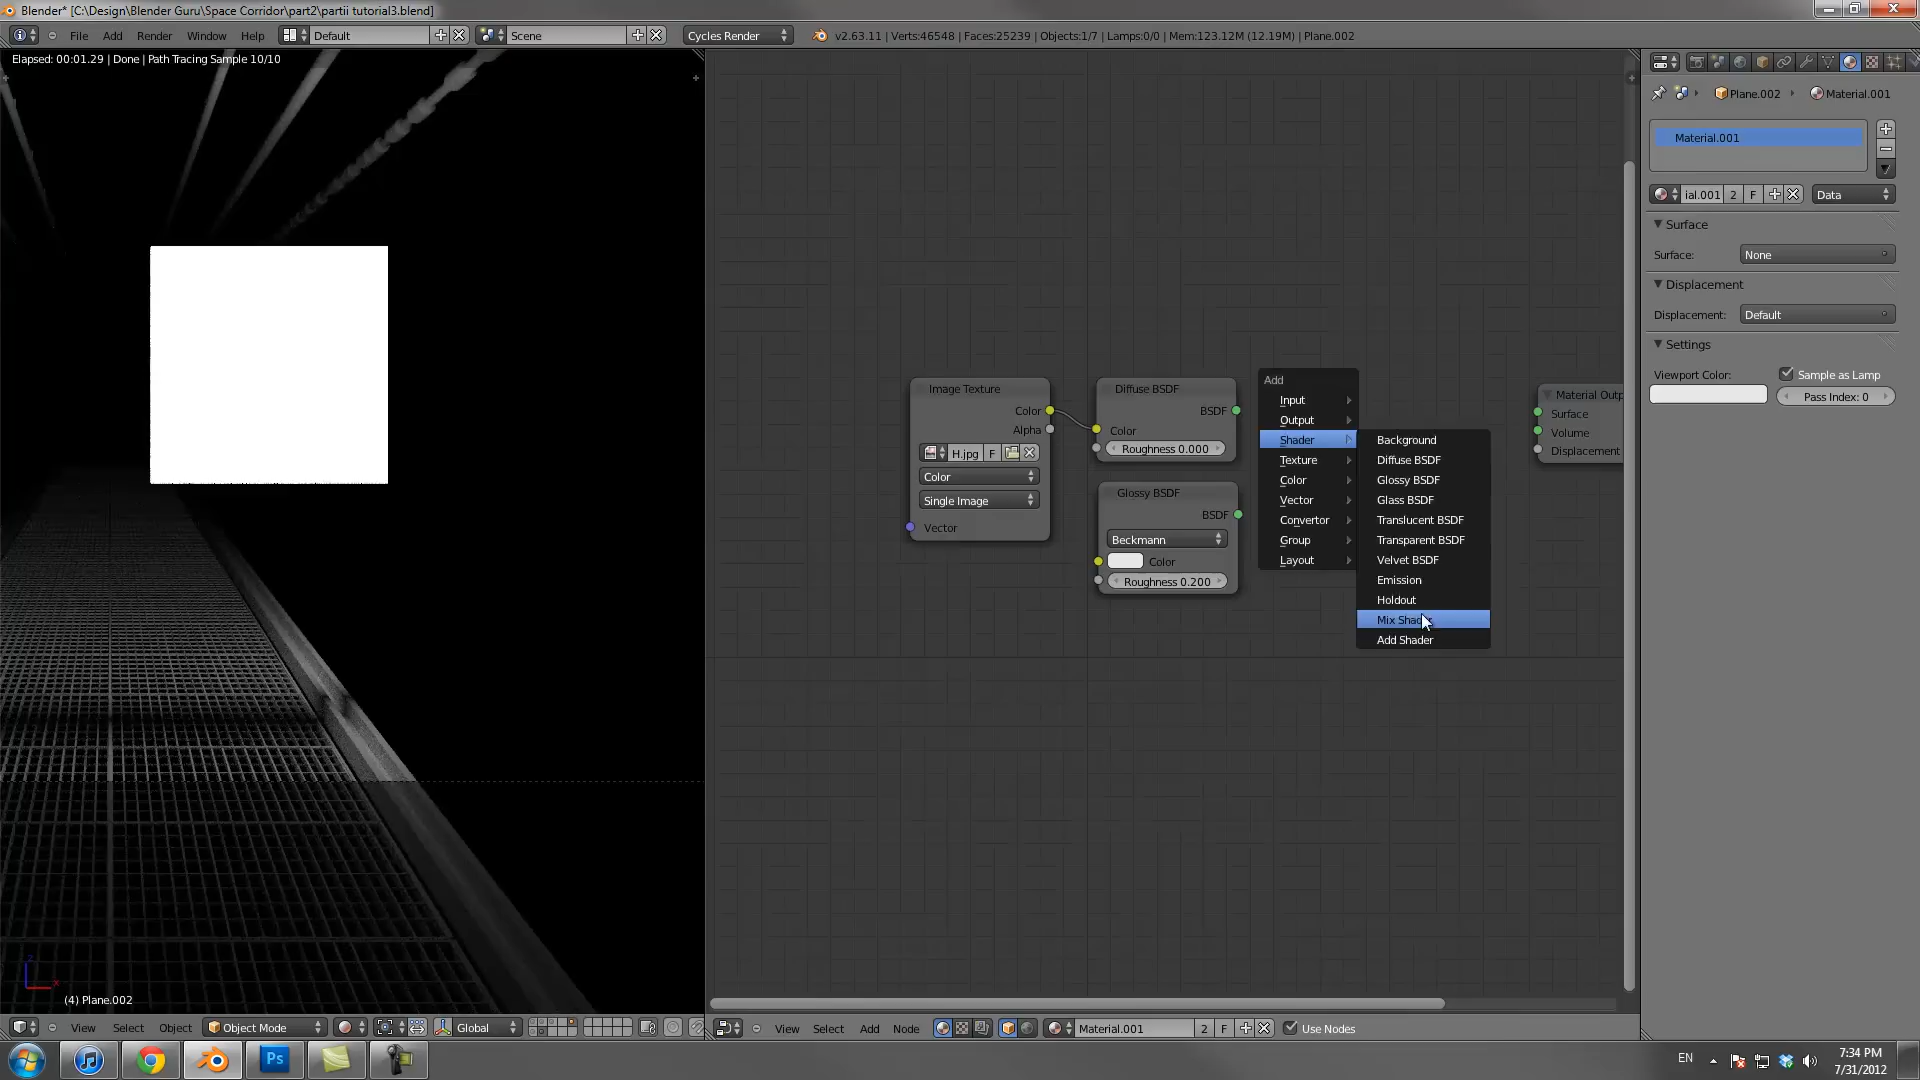 Blender* [C:\Design\Blender Guru\Space Corridor\part2\partii tutorial3.blend]
File Add Render Window Help Default Scene Cycles Render v2.63.11 | Verts:46548 | Faces:25239 | Objects:1/7 | Lamps:0/0 | Mem:123.12M (12.19M) | Plane.002
Elapsed: 00:01.29 | Done | Path Tracing Sample 10/10
Plane.002 Material.001
Material.001
ial.001 2 F Data
Surface
Surface: None
Displacement
Displacement: Default
Settings
Viewport Color: Sample as Lamp
Pass Index: 0
Image Texture
Color
Alpha
H.jpg F
Color
Single Image
Vector
Diffuse BSDF
BSDF
Color
Roughness 0.000
Glossy BSDF
BSDF
Beckmann
Color
Roughness 0.200
Add
Input
Output
Shader
Texture
Color
Vector
Convertor
Group
Layout
Background
Diffuse BSDF
Glossy BSDF
Glass BSDF
Translucent BSDF
Transparent BSDF
Velvet BSDF
Emission
Holdout
Mix Shader
Add Shader
Material Outp
Surface
Volume
Displacement
z
x
(4) Plane.002
View Select Object Object Mode Global
View Select Add Node Material.001 2 F Use Nodes
Ps
EN
7:34 PM
7/31/2012